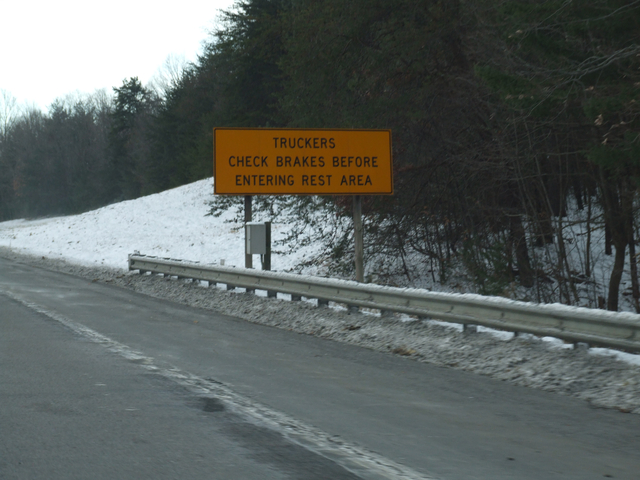 TRUCKERS
CHECK BRAKES BEFORE
ENTERING REST AREA